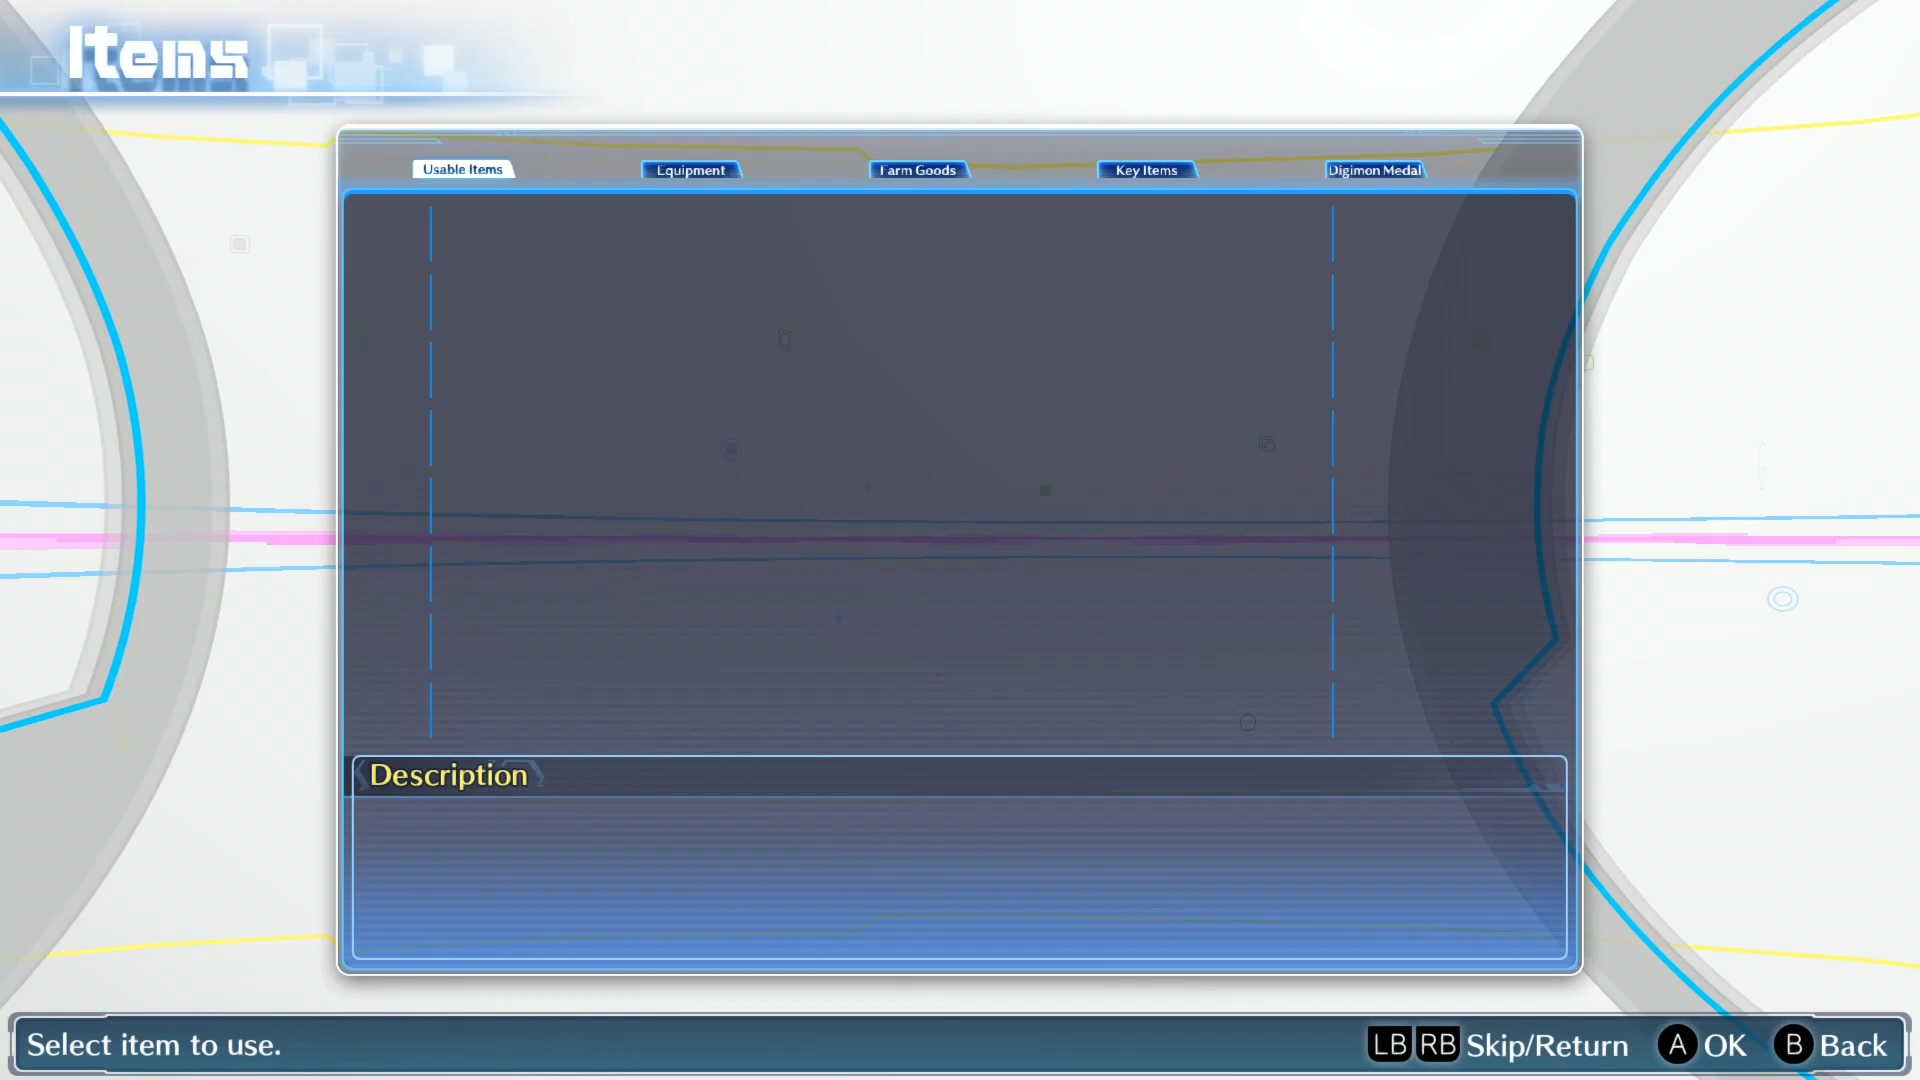 Items
Usable Items
Equipment
Farm Goods
Key Items
Digimon Medal
Description
Select item to use.
LB RB Skip/Return A OK B Back